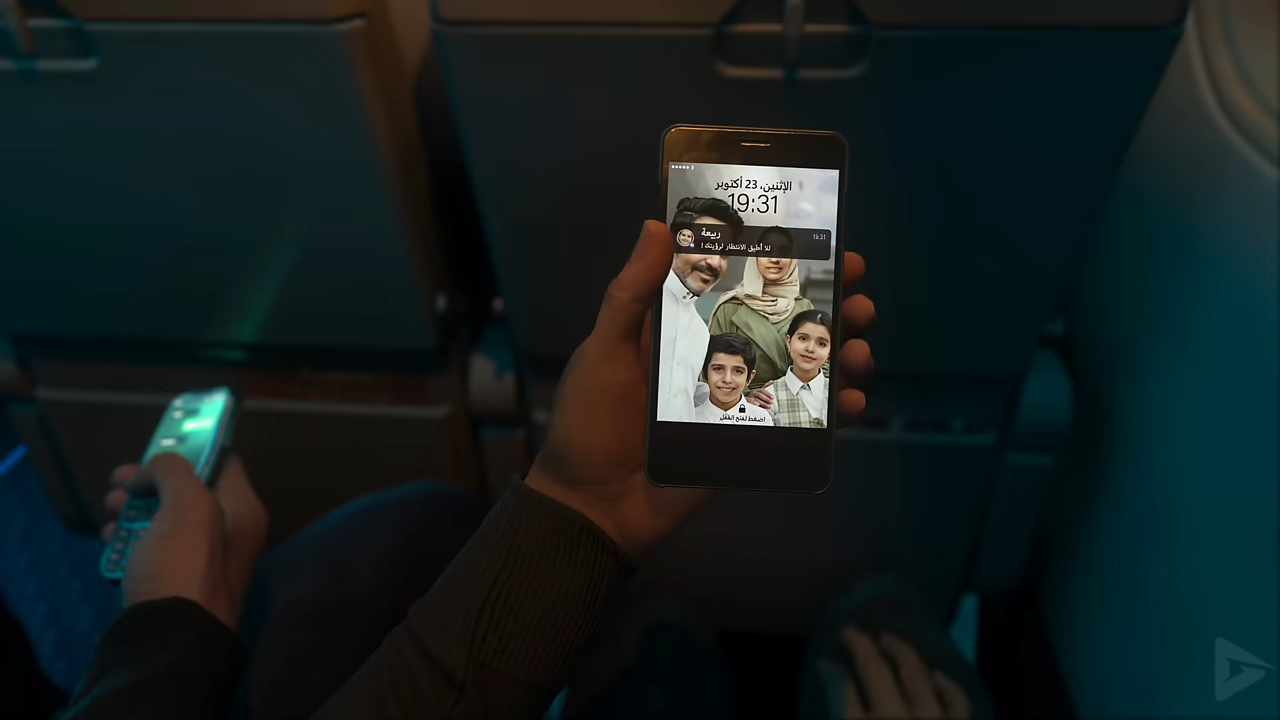 الإثنين، 23 أكتوبر
19:31
ربيعة
19:31
لا أطيق الانتظار لرؤيتك !
اضغط لفتح القفل